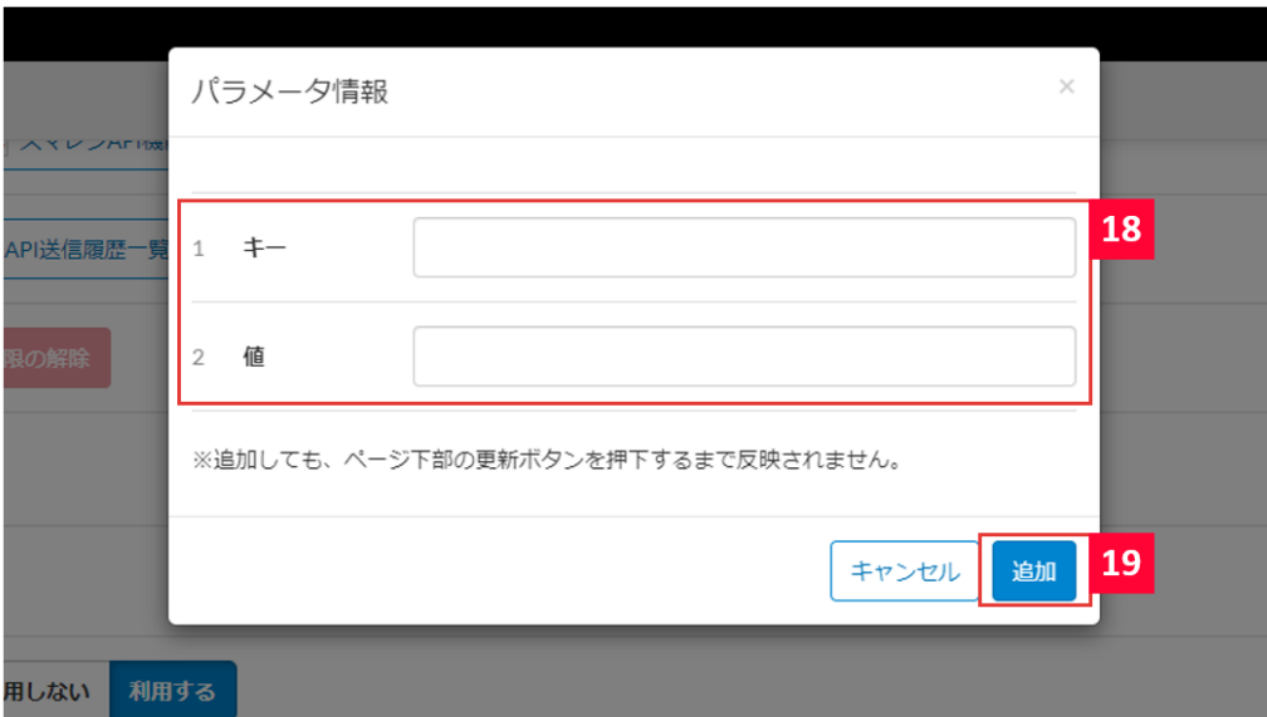 パラメータ情報
×
スマレジAPI機
API送信履歴一覧
1 キー
18
2 値
限の解除
※追加しても、ページ下部の更新ボタンを押下するまで反映されません。
キャンセル
追加
19
用しない
利用する